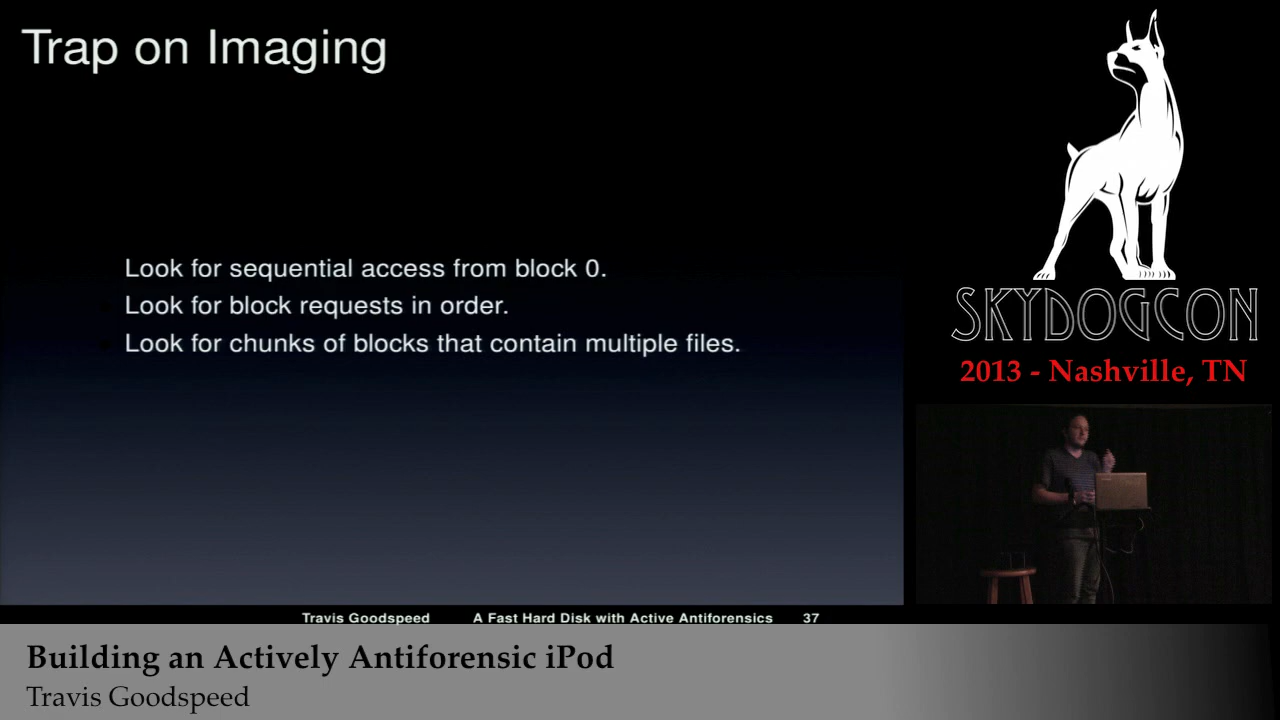 Trap on Imaging
Look for sequential access from block 0.
Look for block requests in order.
Look for chunks of blocks that contain multiple files.
Travis Goodspeed A Fast Hard Disk with Active Antiforensics 37
SKYDOGCON
2013 - Nashville, TN
Building an Actively Antiforensic iPod
Travis Goodspeed